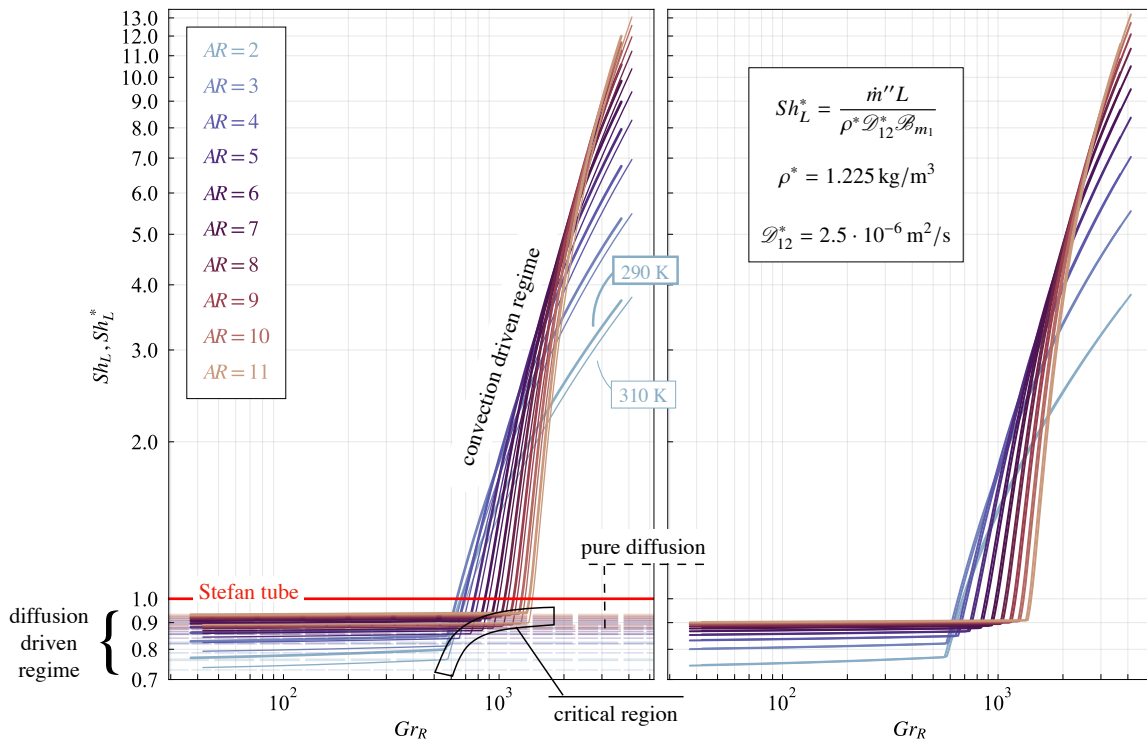 13.0
12.0
11.0
10.0
9.0
8.0
7.0
6.0
5.0
4.0
3.0
2.0
1.0
0.9
0.8
0.7
Sh_L, Sh_L^*
AR = 2
AR = 3
AR = 4
AR = 5
AR = 6
AR = 7
AR = 8
AR = 9
AR = 10
AR = 11
convection driven regime
290 K
310 K
Stefan tube
pure diffusion
diffusion
driven
regime
critical region
10^2
10^3
Gr_R
Sh_L^* = ṁ″L / ρ^* 𝒟_12^* ℬ_m_1
ρ^* = 1.225 kg/m^3
𝒟_12^* = 2.5 · 10^−6 m^2/s
10^2
10^3
Gr_R